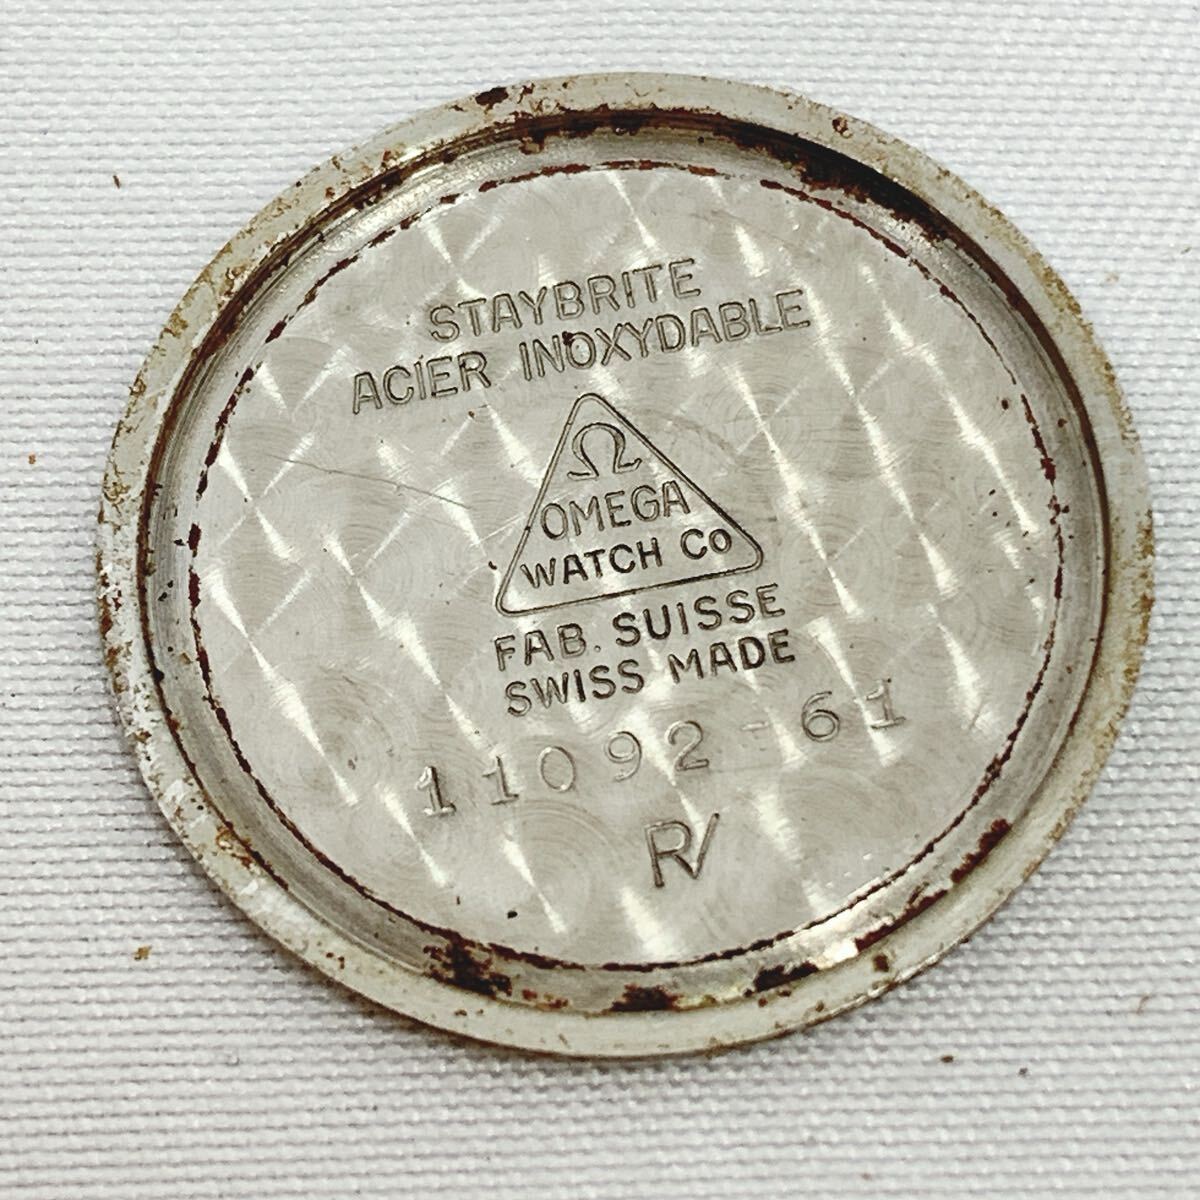 STAYBRITE
ACIER INOXYDABLE
Ω
OMEGA
WATCH Co
FAB. SUISSE
SWISS MADE
11092-61
R/